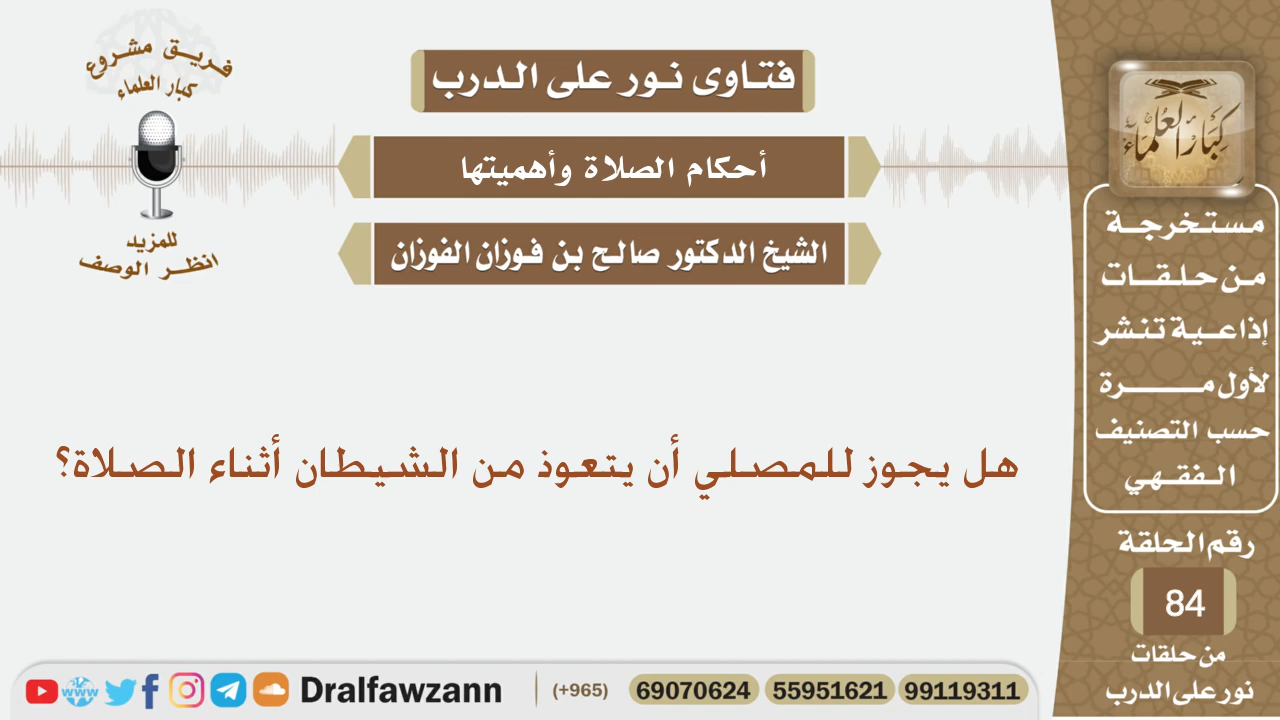 فريق مشروع
كبار العلماء
للمزيد
انظر الوصف
فتاوى نور على الدرب
أحكام الصلاة وأهميتها
الشيخ الدكتور صالح بن فوزان الفوزان
هل يجوز للمصلي أن يتعوذ من الشيطان أثناء الصلاة؟
كبار العلماء
مستخرجة
من حلقات
إذاعية تنشر
لأول مرة
حسب التصنيف
الفقهي
رقم الحلقة
84
من حلقات
نور على الدرب
www
Dralfawzann
(+965)
69070624
55951621
99119311